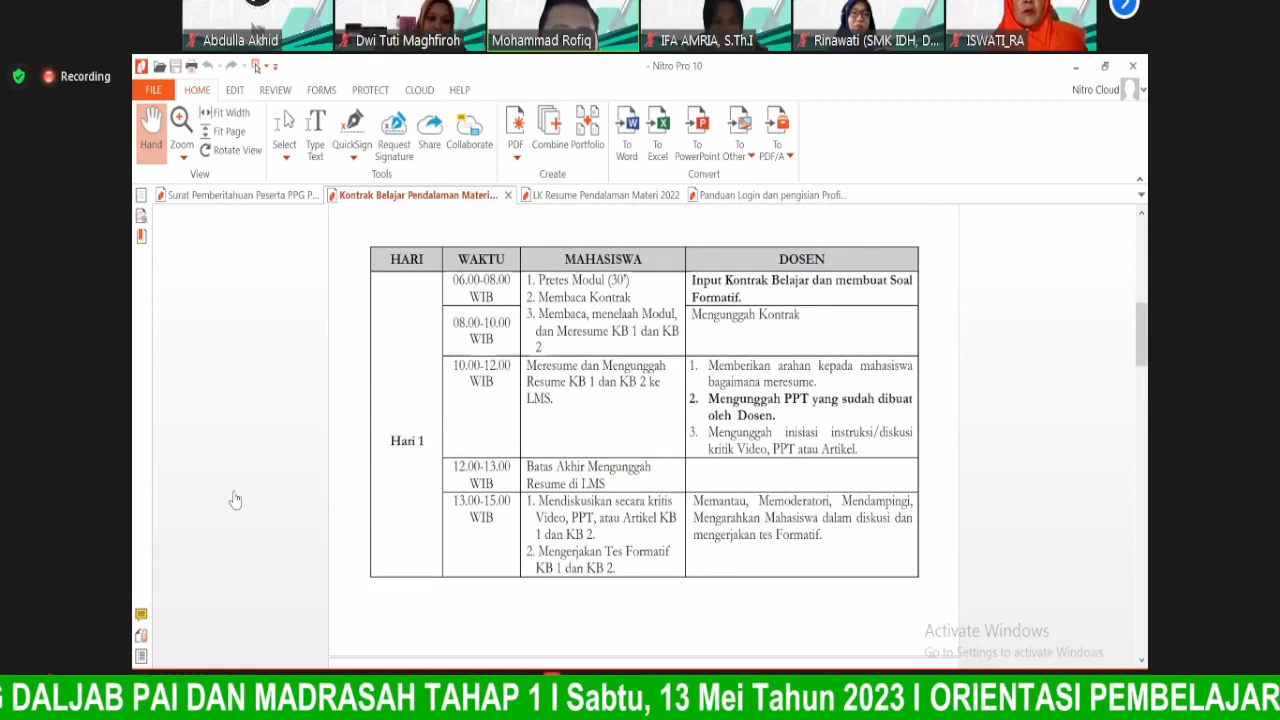 Abdulla Akhid
Dwi Tuti Maghfiroh
Mohammad Rofiq
IFA AMRIA, S.Th.I
Rinawati (SMK IDH, D...
ISWATI_RA
Recording
- Nitro Pro 10
FILE
HOME
EDIT
REVIEW
FORMS
PROTECT
CLOUD
HELP
Nitro Cloud
Hand
Zoom
Fit Width
Fit Page
Rotate View
View
Select
Type
Text
QuickSign
Request
Signature
Share
Collaborate
Tools
PDF
Combine
Portfolio
Create
To
Word
To
Excel
To
PowerPoint
To
Other
To
PDF/A
Convert
Surat Pemberitahuan Peserta PPG P...
Kontrak Belajar Pendalaman Materi...
LK Resume Pendalaman Materi 2022
Panduan Login dan pengisian Profi...
HARI
WAKTU
MAHASISWA
DOSEN
Hari 1
06.00-08.00
WIB
1. Pretes Modul (30')
2. Membaca Kontrak
3. Membaca, menelaah Modul,
dan Meresume KB 1 dan KB
2
Input Kontrak Belajar dan membuat Soal
Formatif.
08.00-10.00
WIB
Mengunggah Kontrak
10.00-12.00
WIB
Meresume dan Mengunggah
Resume KB 1 dan KB 2 ke
LMS.
1. Memberikan arahan kepada mahasiswa
bagaimana meresume.
2. Mengunggah PPT yang sudah dibuat
oleh Dosen.
3. Mengunggah inisiasi instruksi/diskusi
kritik Video, PPT atau Artikel.
12.00-13.00
WIB
Batas Akhir Mengunggah
Resume di LMS
13.00-15.00
WIB
1. Mendiskusikan secara kritis
Video, PPT, atau Artikel KB
1 dan KB 2.
2. Mengerjakan Tes Formatif
KB 1 dan KB 2.
Memantau, Memoderatori, Mendampingi,
Mengarahkan Mahasiswa dalam diskusi dan
mengerjakan tes Formatif.
Activate Windows
Go to Settings to activate Windows.
G DALJAB PAI DAN MADRASAH TAHAP 1 I Sabtu, 13 Mei Tahun 2023 I ORIENTASI PEMBELAJAR